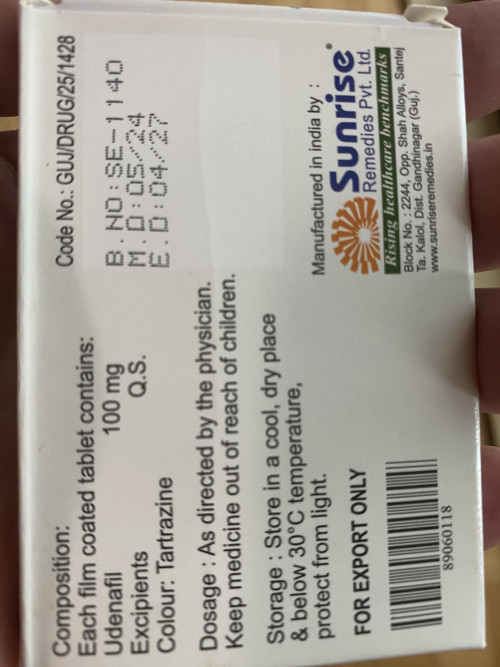 Composition:
Each film coated tablet contains:
Udenafil 100 mg
Excipients Q.S.
Colour: Tartrazine
Dosage : As directed by the physician.
Keep medicine out of reach of children.
Storage : Store in a cool, dry place
& below 30°C temperature,
protect from light.
FOR EXPORT ONLY
89060118
Code No.: GUJ/DRUG/25/1428
B.NO:SE-1140
M.D:05/24
E.D:04/27
Manufactured in india by :
Sunrise®
Remedies Pvt. Ltd.
Rising healthcare benchmarks
Block No. : 2244, Opp. Shah Alloys, Santej
Ta. Kalol, Dist. Gandhinagar (Guj.)
www.sunriseremedies.in